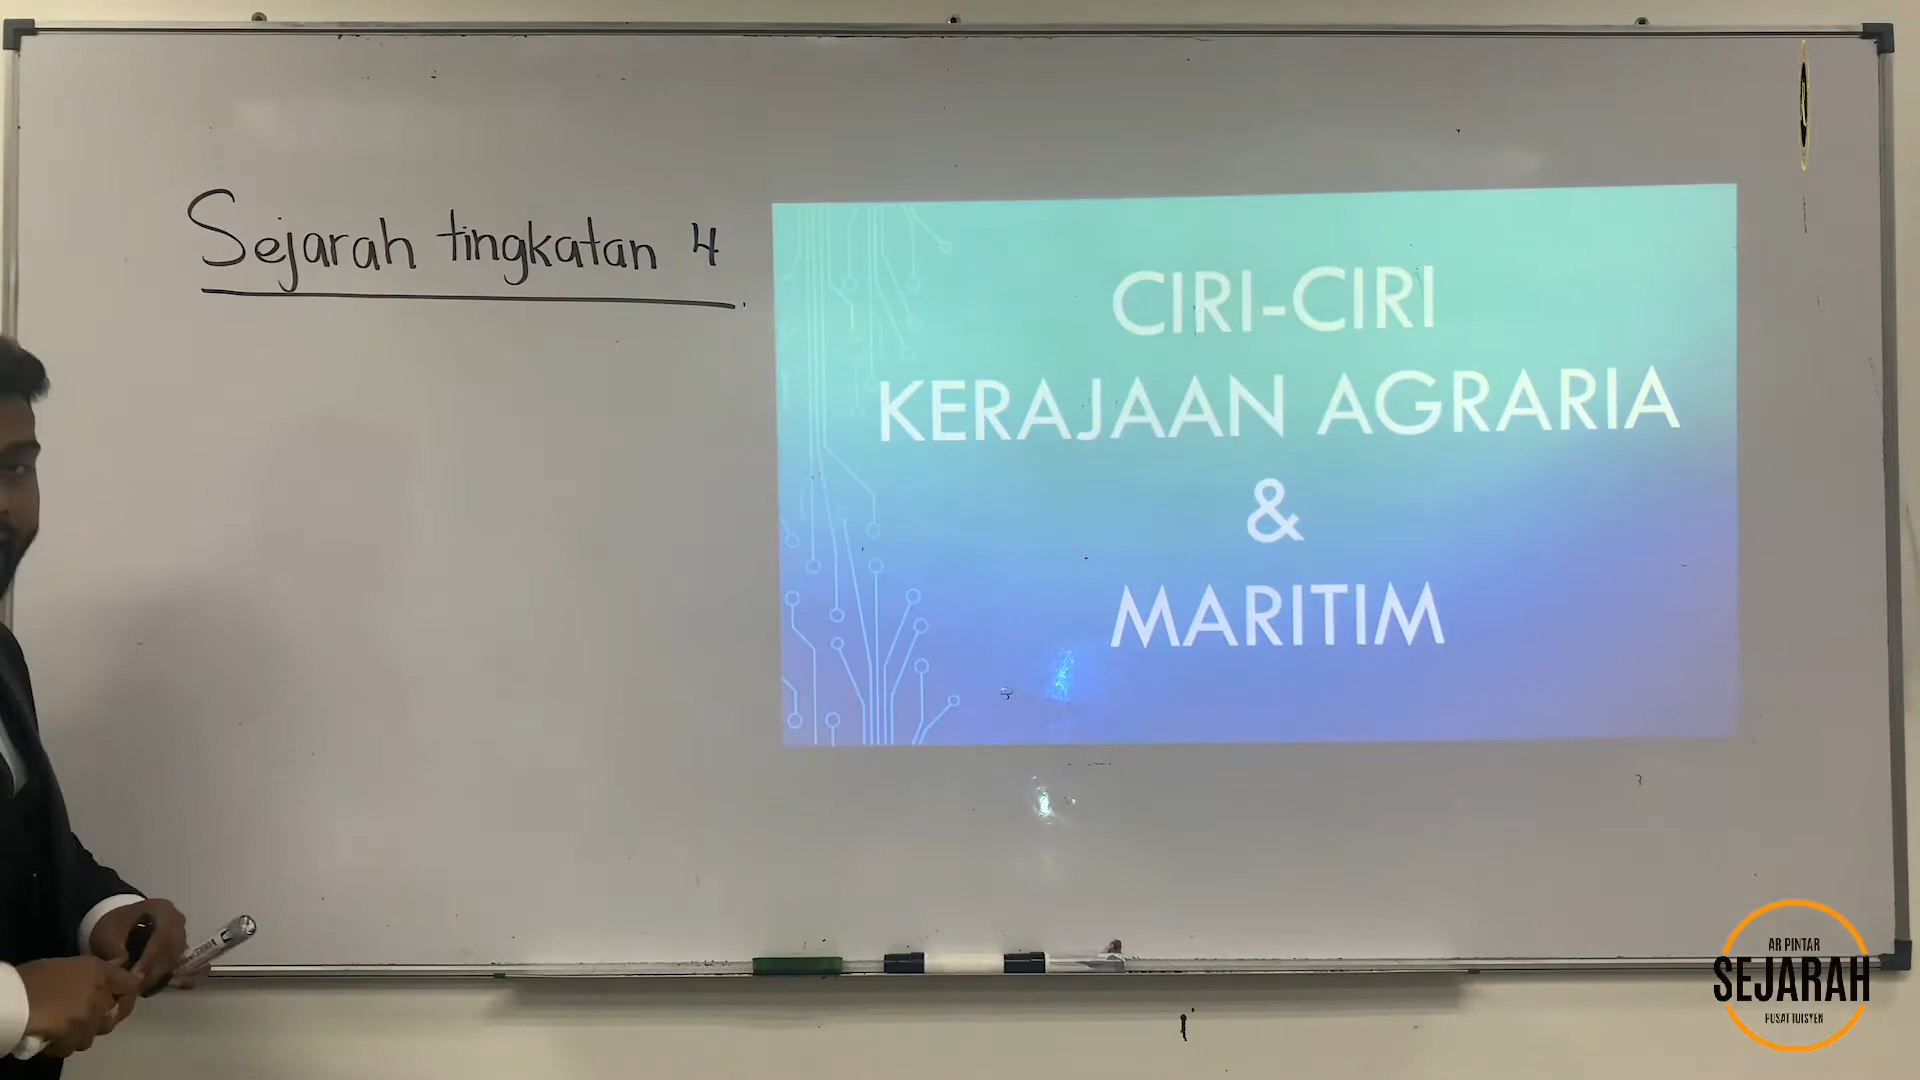 Sejarah tingkatan 4
CIRI-CIRI
KERAJAAN AGRARIA
&
MARITIM
AR PINTAR
SEJARAH
PUSAT TUISYEN